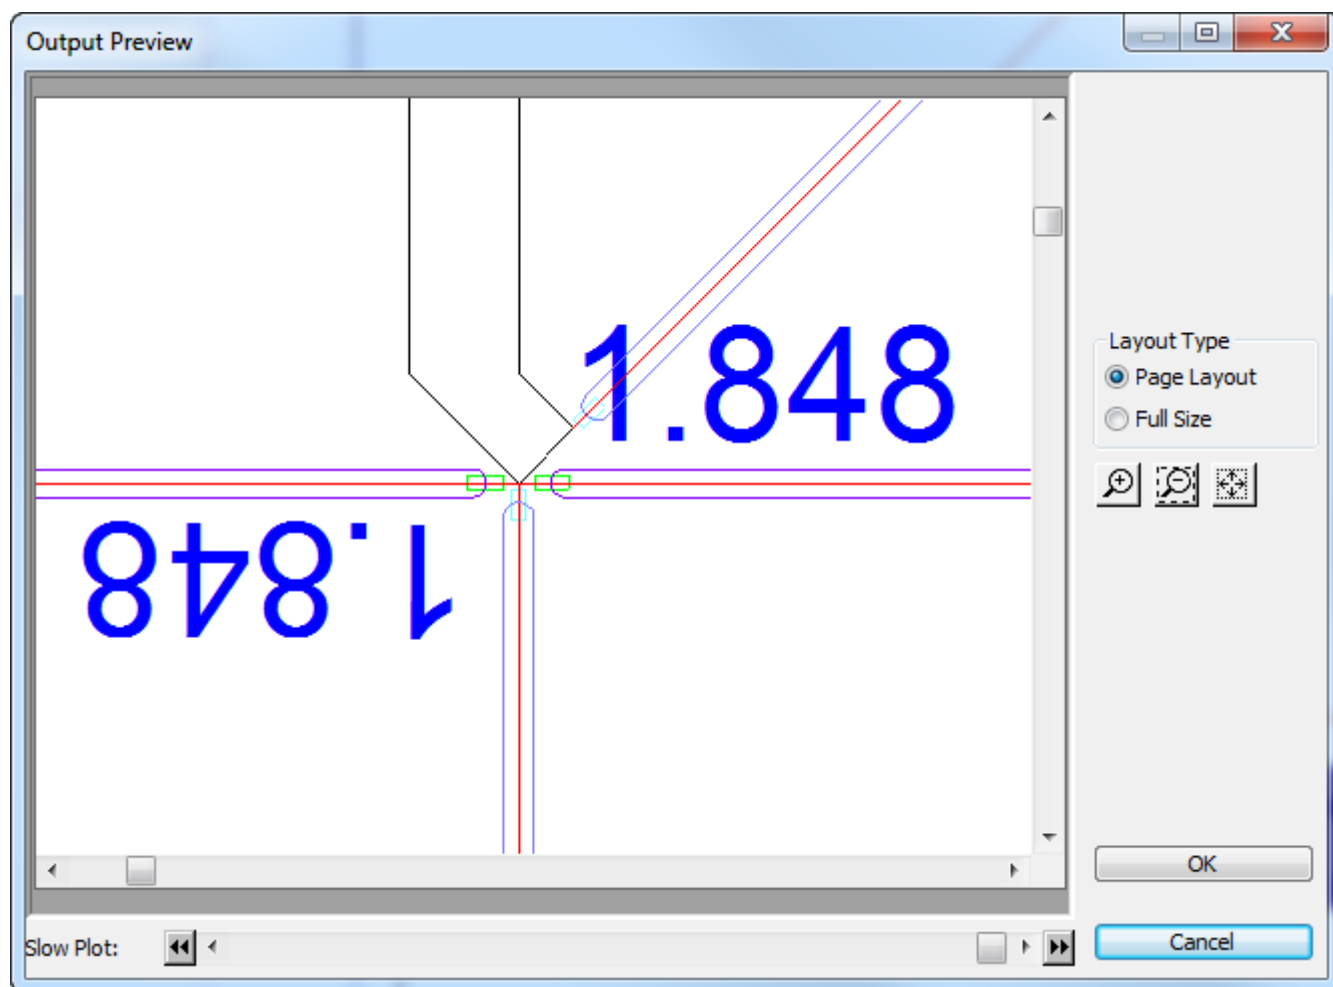 Output Preview
1.848
1.848
Layout Type
Page Layout
Full Size
OK
Slow Plot:
Cancel